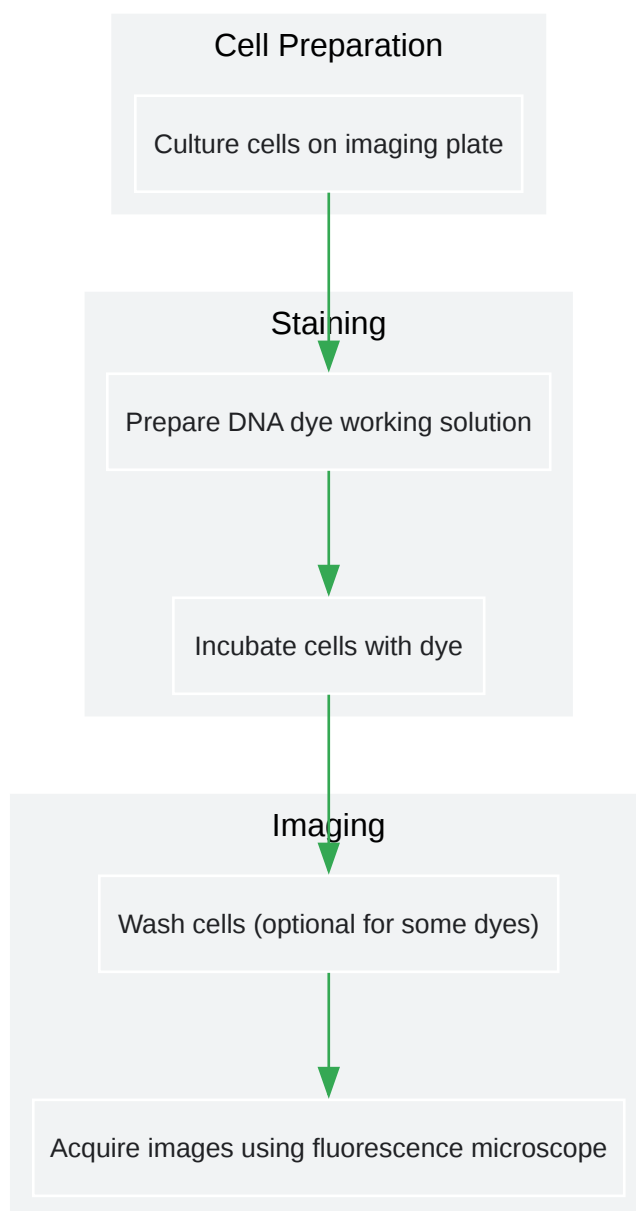 Cell Preparation
Culture cells on imaging plate
Staining
Prepare DNA dye working solution
Incubate cells with dye
Imaging
Wash cells (optional for some dyes)
Acquire images using fluorescence microscope